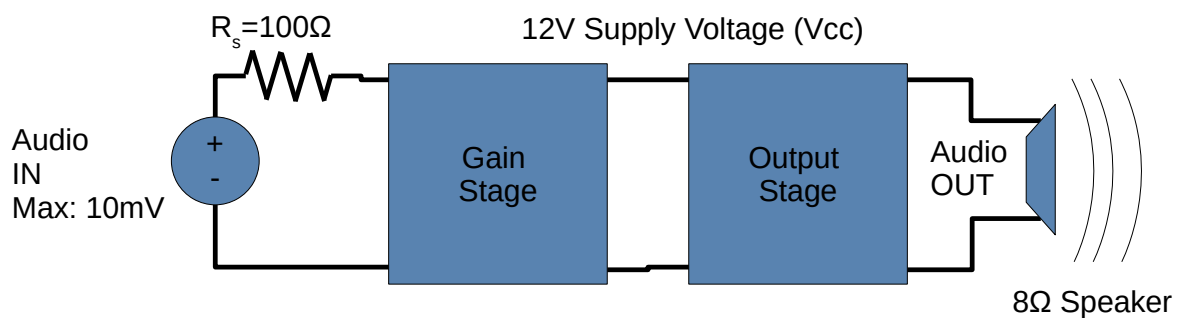 Rs=100Ω
12V Supply Voltage (Vcc)
Audio
IN
Max: 10mV
+
-
Gain
Stage
Output
Stage
Audio
OUT
8Ω Speaker